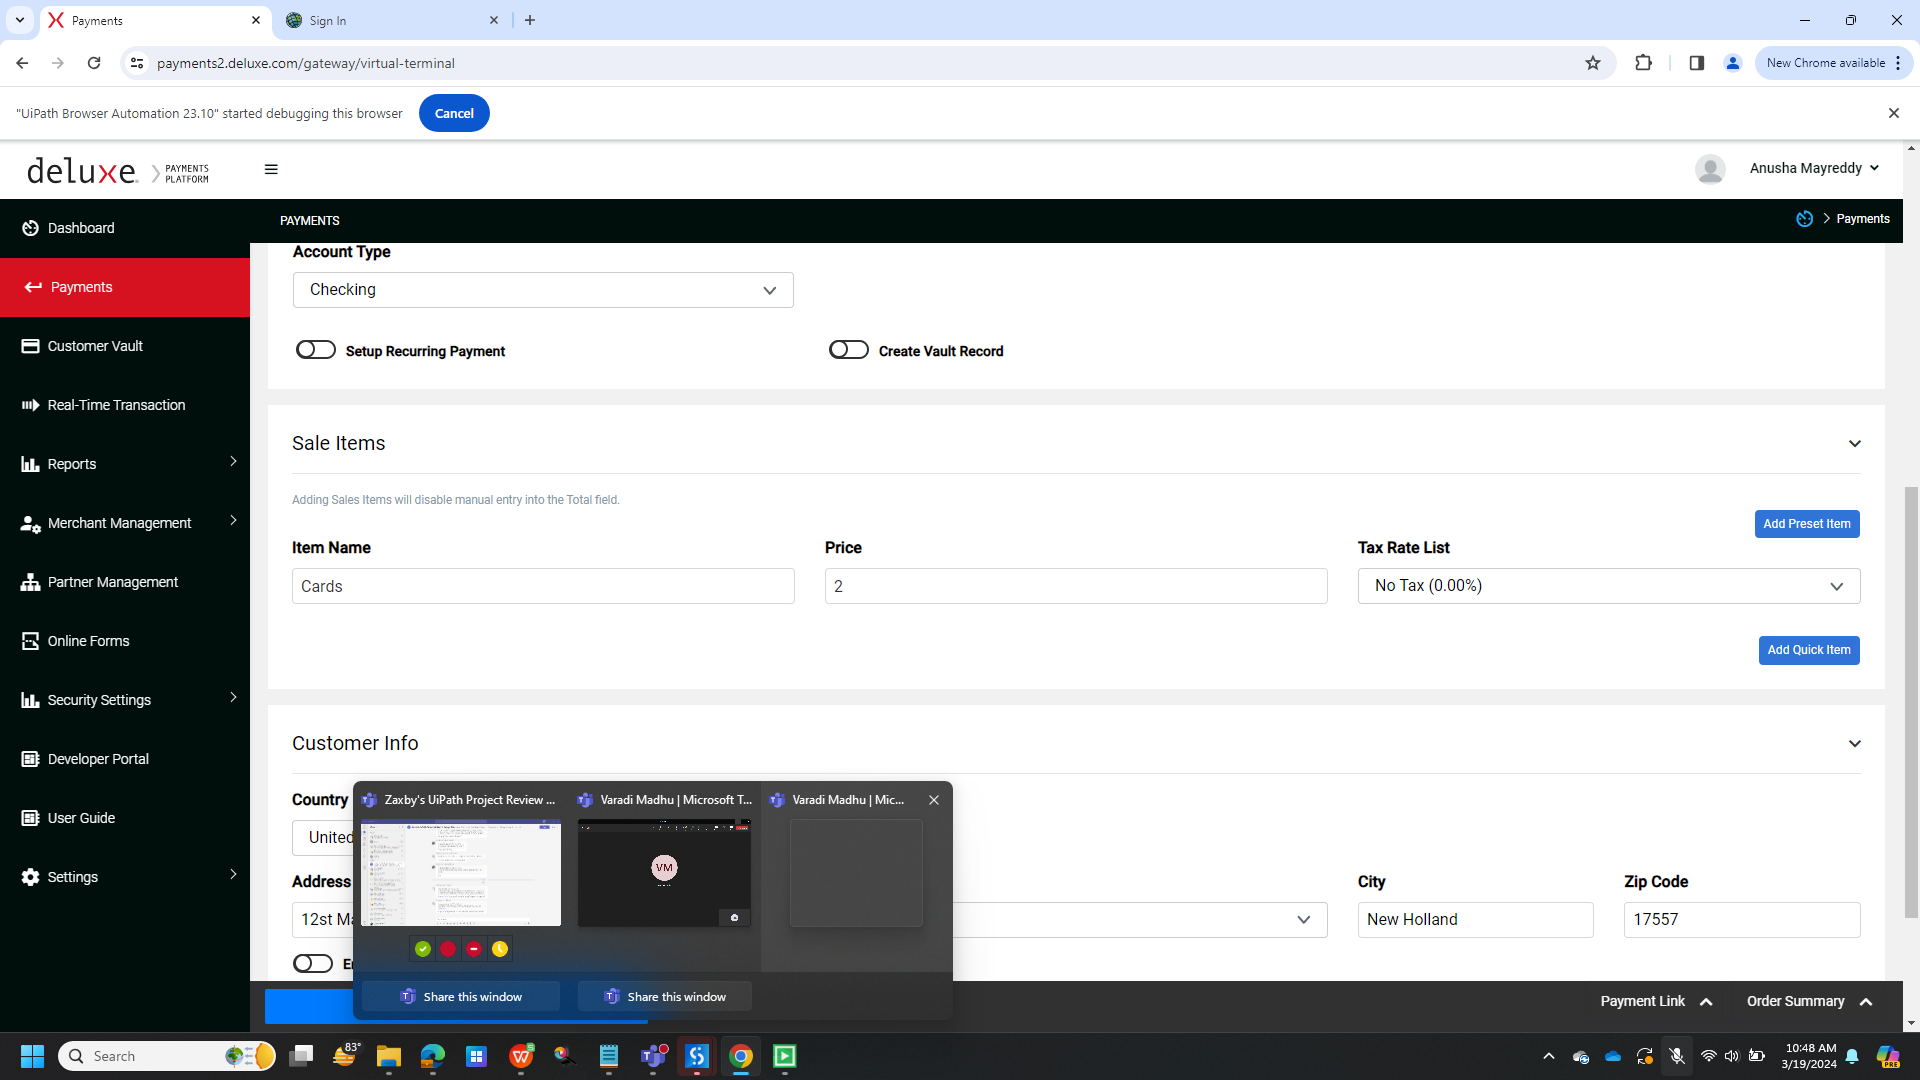 Payments
Sign In
payments2.deluxe.com/gateway/virtual-terminal
New Chrome available
"UiPath Browser Automation 23.10" started debugging this browser
Cancel
deluxe. PAYMENTS PLATFORM
Anusha Mayreddy
Dashboard
PAYMENTS
Payments
Payments
Customer Vault
Real-Time Transaction
Reports
Merchant Management
Partner Management
Online Forms
Security Settings
Developer Portal
User Guide
Settings
Account Type
Checking
Setup Recurring Payment
Create Vault Record
Sale Items
Adding Sales Items will disable manual entry into the Total field.
Add Preset Item
Item Name
Price
Tax Rate List
Cards
2
No Tax (0.00%)
Add Quick Item
Customer Info
Country
United
Address
City
Zip Code
12st Ma
New Holland
17557
Zaxby's UiPath Project Review ...
Varadi Madhu | Microsoft T...
Varadi Madhu | Mic...
VM
Share this window
Share this window
Payment Link
Order Summary
Search
83°
10:48 AM
3/19/2024
PRE